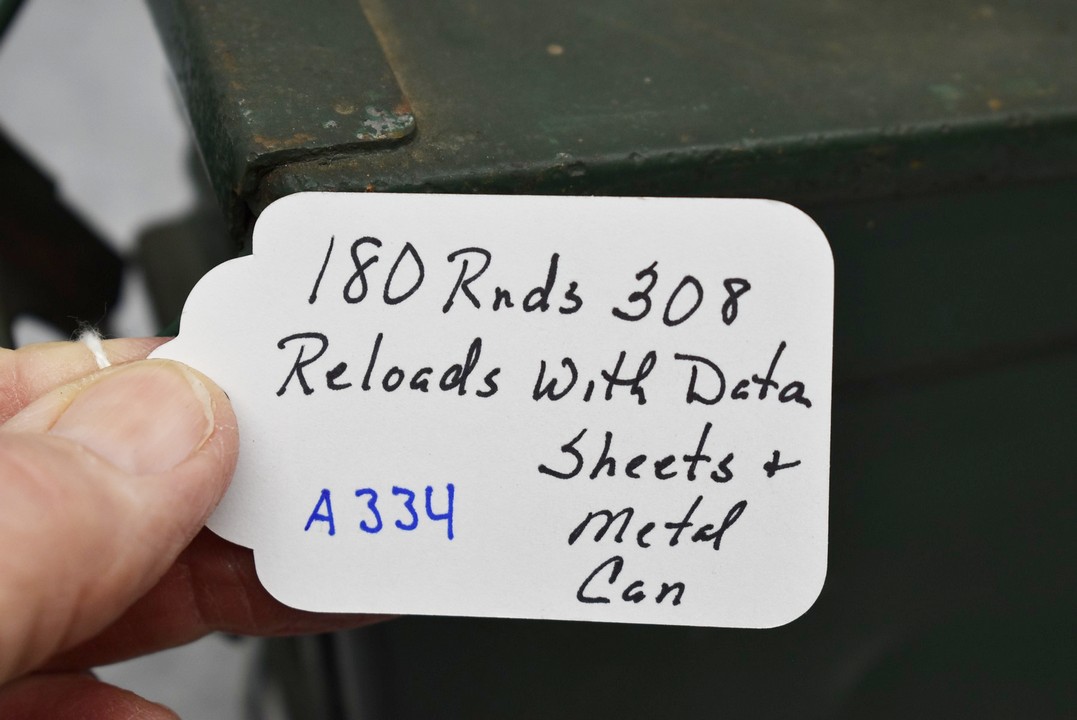 180 Rnds 308
Reloads With Data
Sheets +
A334
Metal
Can